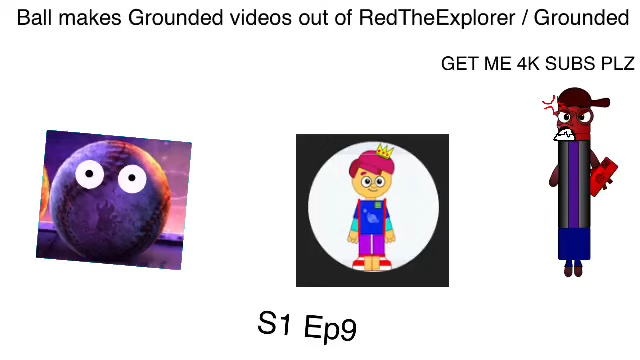 Ball makes Grounded videos out of RedTheExplorer / Grounded
GET ME 4K SUBS PLZ
S1 Ep9